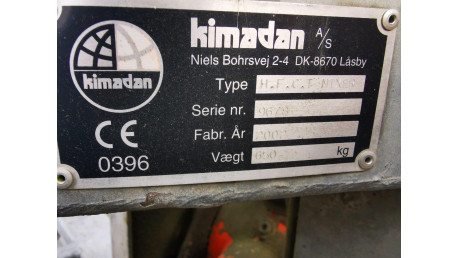 kimadan A/S
Niels Bohrsvej 2-4 DK-8670 Låsby
kimadan
Type
Serie nr.
Fabr. År
Vægt kg
CE
0396